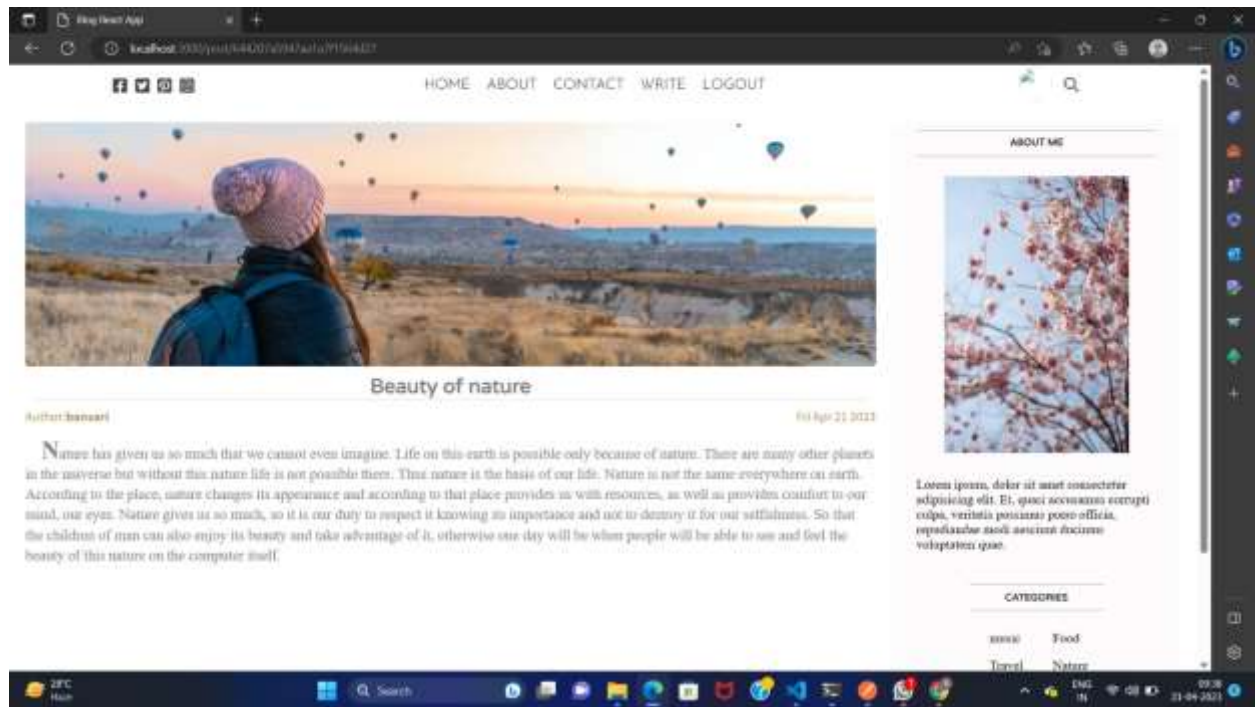 Blog React App
localhost
HOME ABOUT CONTACT WRITE LOGOUT
ABOUT ME
Beauty of nature
Author: bansari
Fri Apr 21 2023
Nature has given us so much that we cannot even imagine. Life on this earth is possible only because of nature. There are many other planets
in the universe but without this nature life is not possible there. Thus nature is the basis of our life. Nature is not the same everywhere on earth.
According to the place, nature changes its appearance and according to that place provides us with resources, as well as provides comfort to our
mind, our eyes. Nature gives us so much, so it is our duty to respect it knowing its importance and not to destroy it for our selfishness. So that
the children of man can also enjoy its beauty and take advantage of it, otherwise one day will be when people will be able to see and feel the
beauty of this nature on the computer itself.
Lorem ipsum, dolor sit amet consectetur
adipisicing elit. Et, quaci accusamus corrupti
culpa, veritatis possimus porro officia,
repudiandae modi nesciunt ducimus
voluptatem quae.
CATEGORIES
music Food
Travel Nature
28°C
Haze
Search
ENG
IN
09:38
21-04-2023